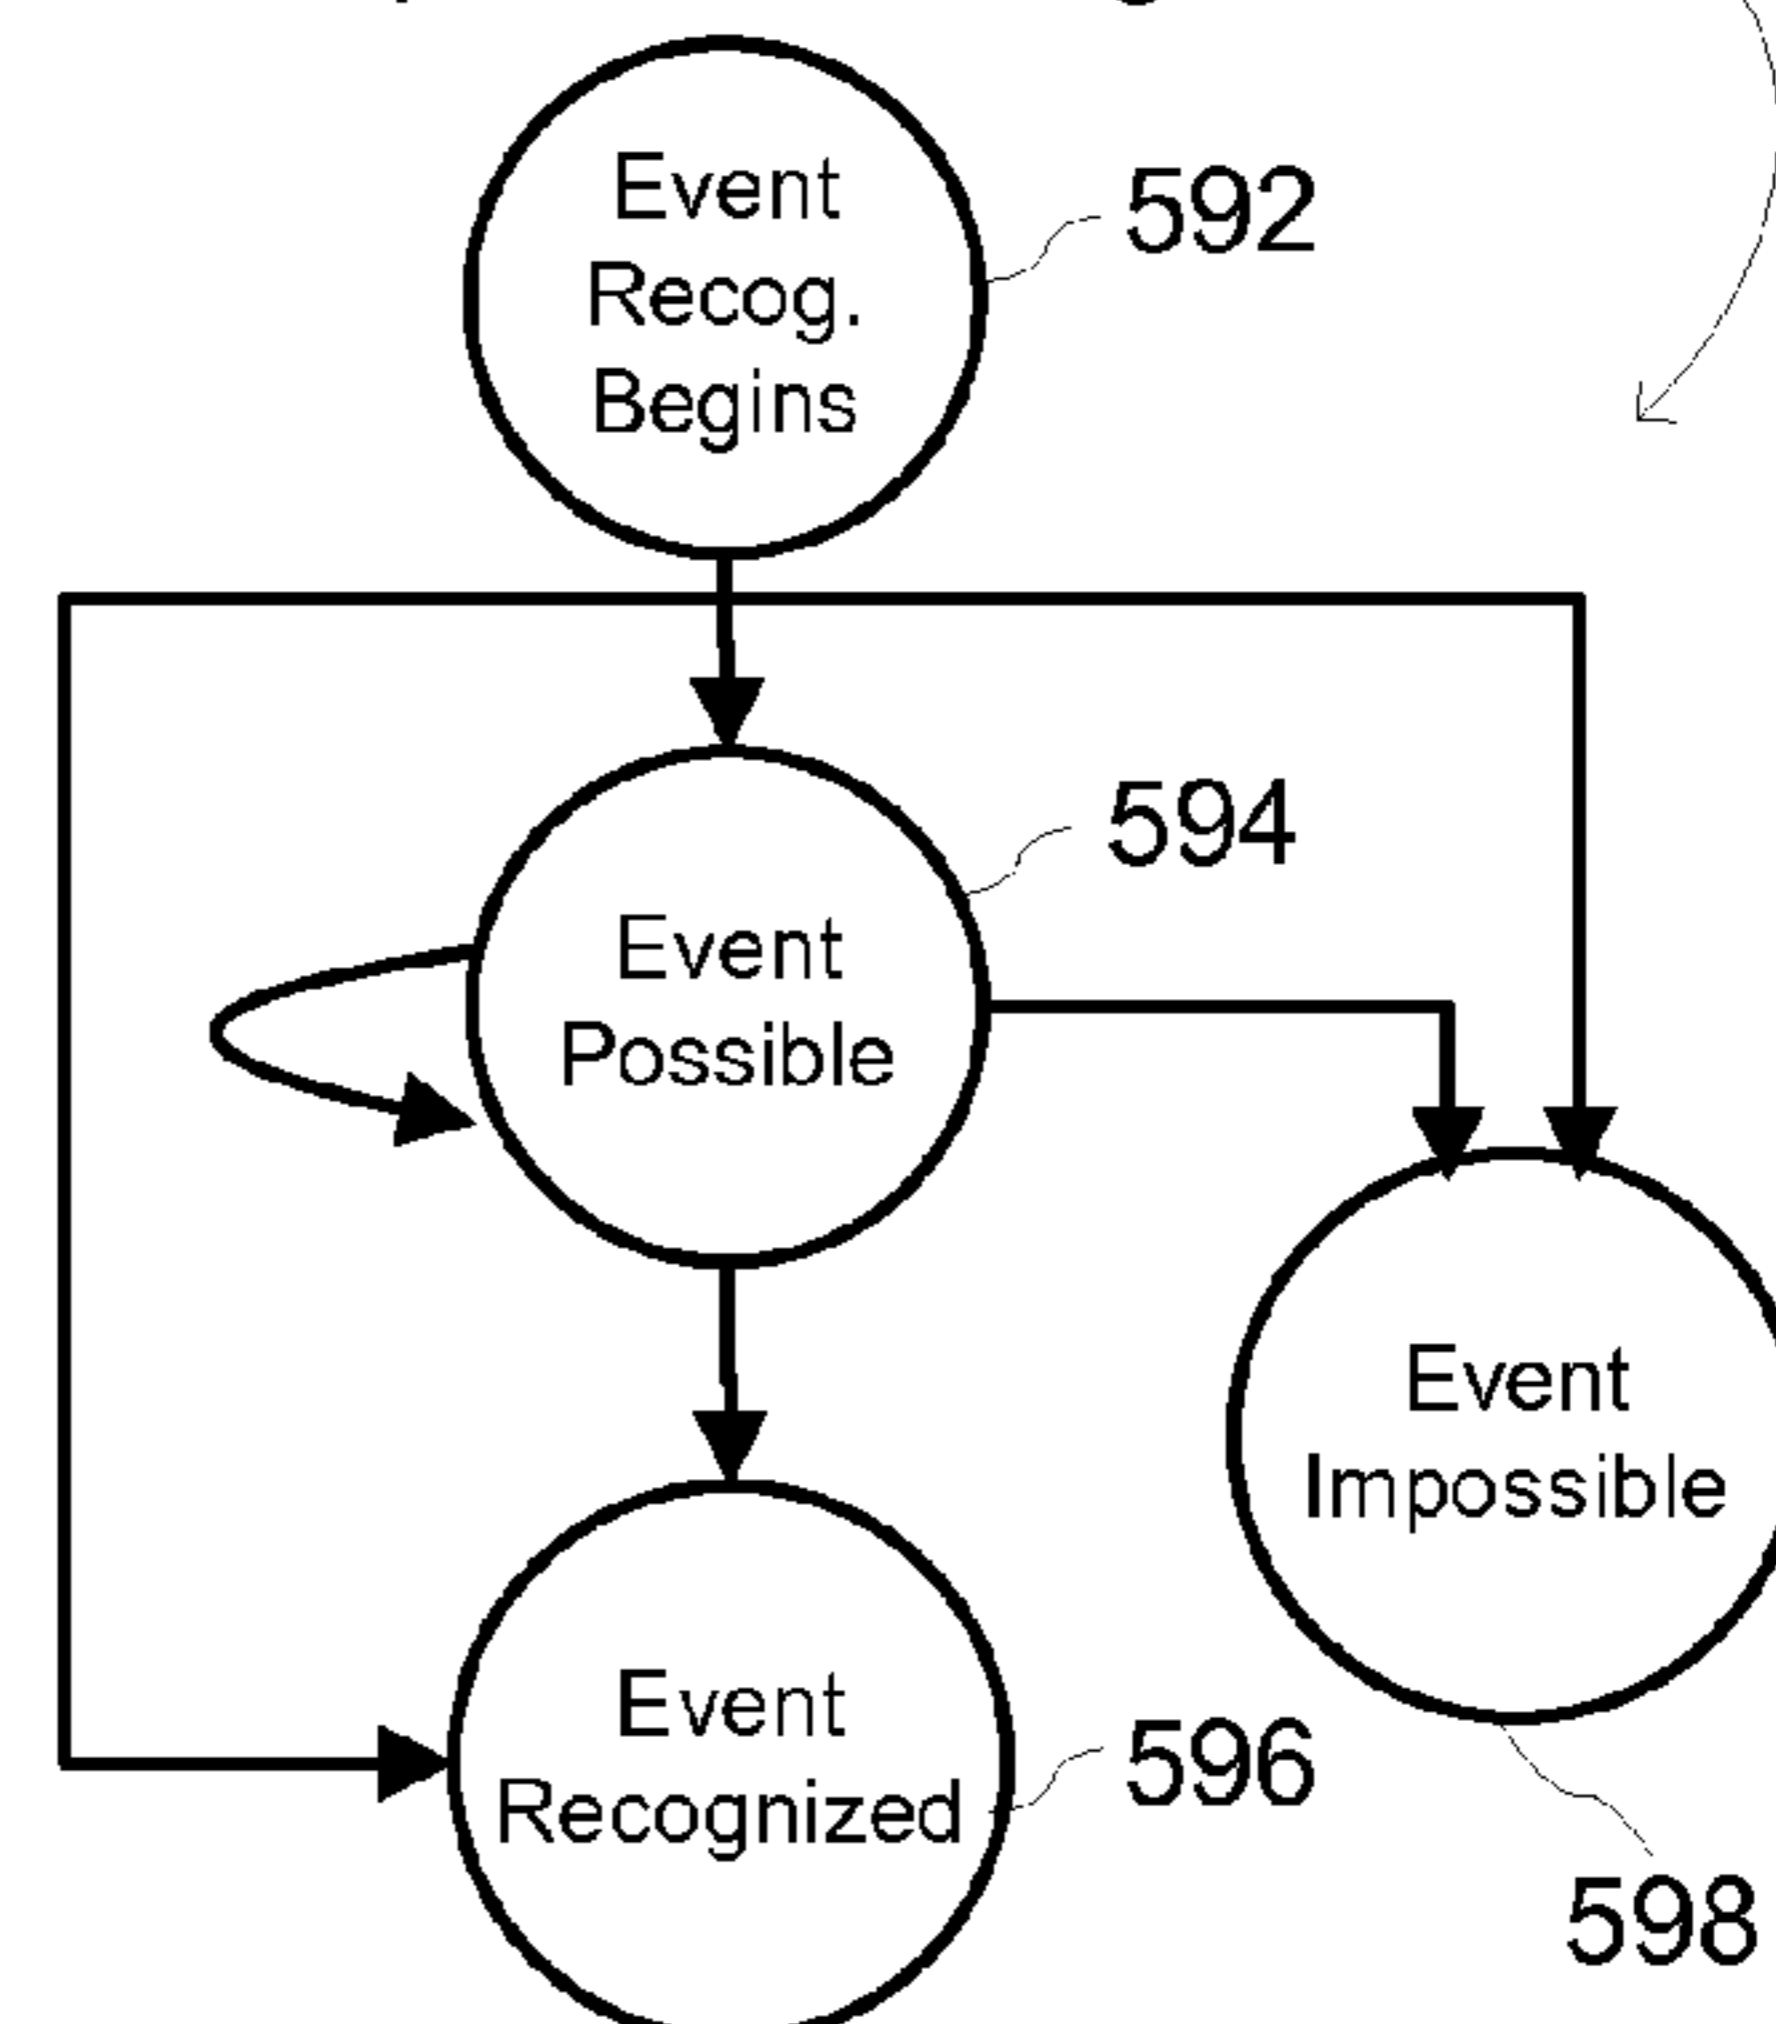 Event
Recog.
Begins
592
594
Event
Possible
Event
Impossible
Event
Recognized
596
598